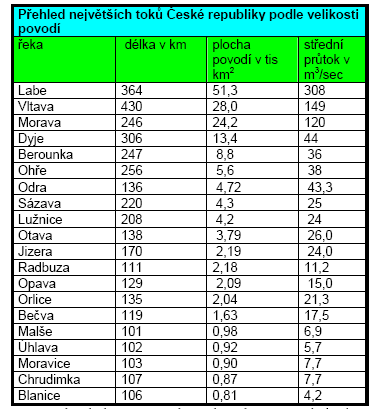 Přehled největších toků České republiky podle velikosti
povodí
řeka délka v km plocha povodí v tis km² střední průtok v m³/sec
Labe 364 51,3 308
Vltava 430 28,0 149
Morava 246 24,2 120
Dyje 306 13,4 44
Berounka 247 8,8 36
Ohře 256 5,6 38
Odra 136 4,72 43,3
Sázava 220 4,3 25
Lužnice 208 4,2 24
Otava 138 3,79 26,0
Jizera 170 2,19 24,0
Radbuza 111 2,18 11,2
Opava 129 2,09 15,0
Orlice 135 2,04 21,3
Bečva 119 1,63 17,5
Malše 101 0,98 6,9
Úhlava 102 0,92 5,7
Moravice 103 0,90 7,7
Chrudimka 107 0,87 7,7
Blanice 106 0,81 4,2